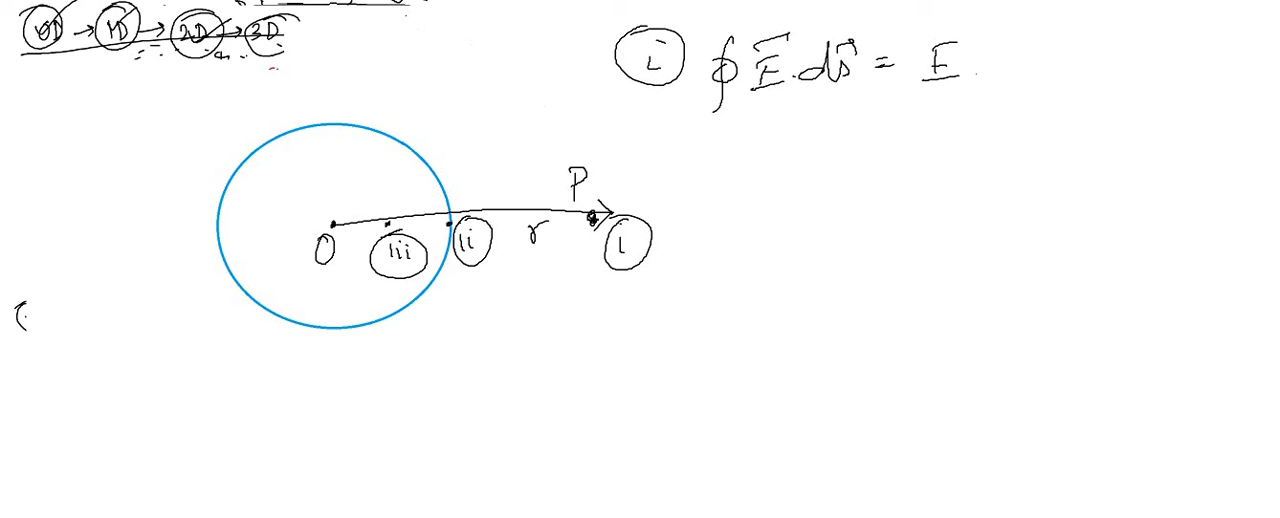 0D → 1D → 2D → 3D
i ∮ E⃗.ds⃗ = E
P
O iii ii r i
(